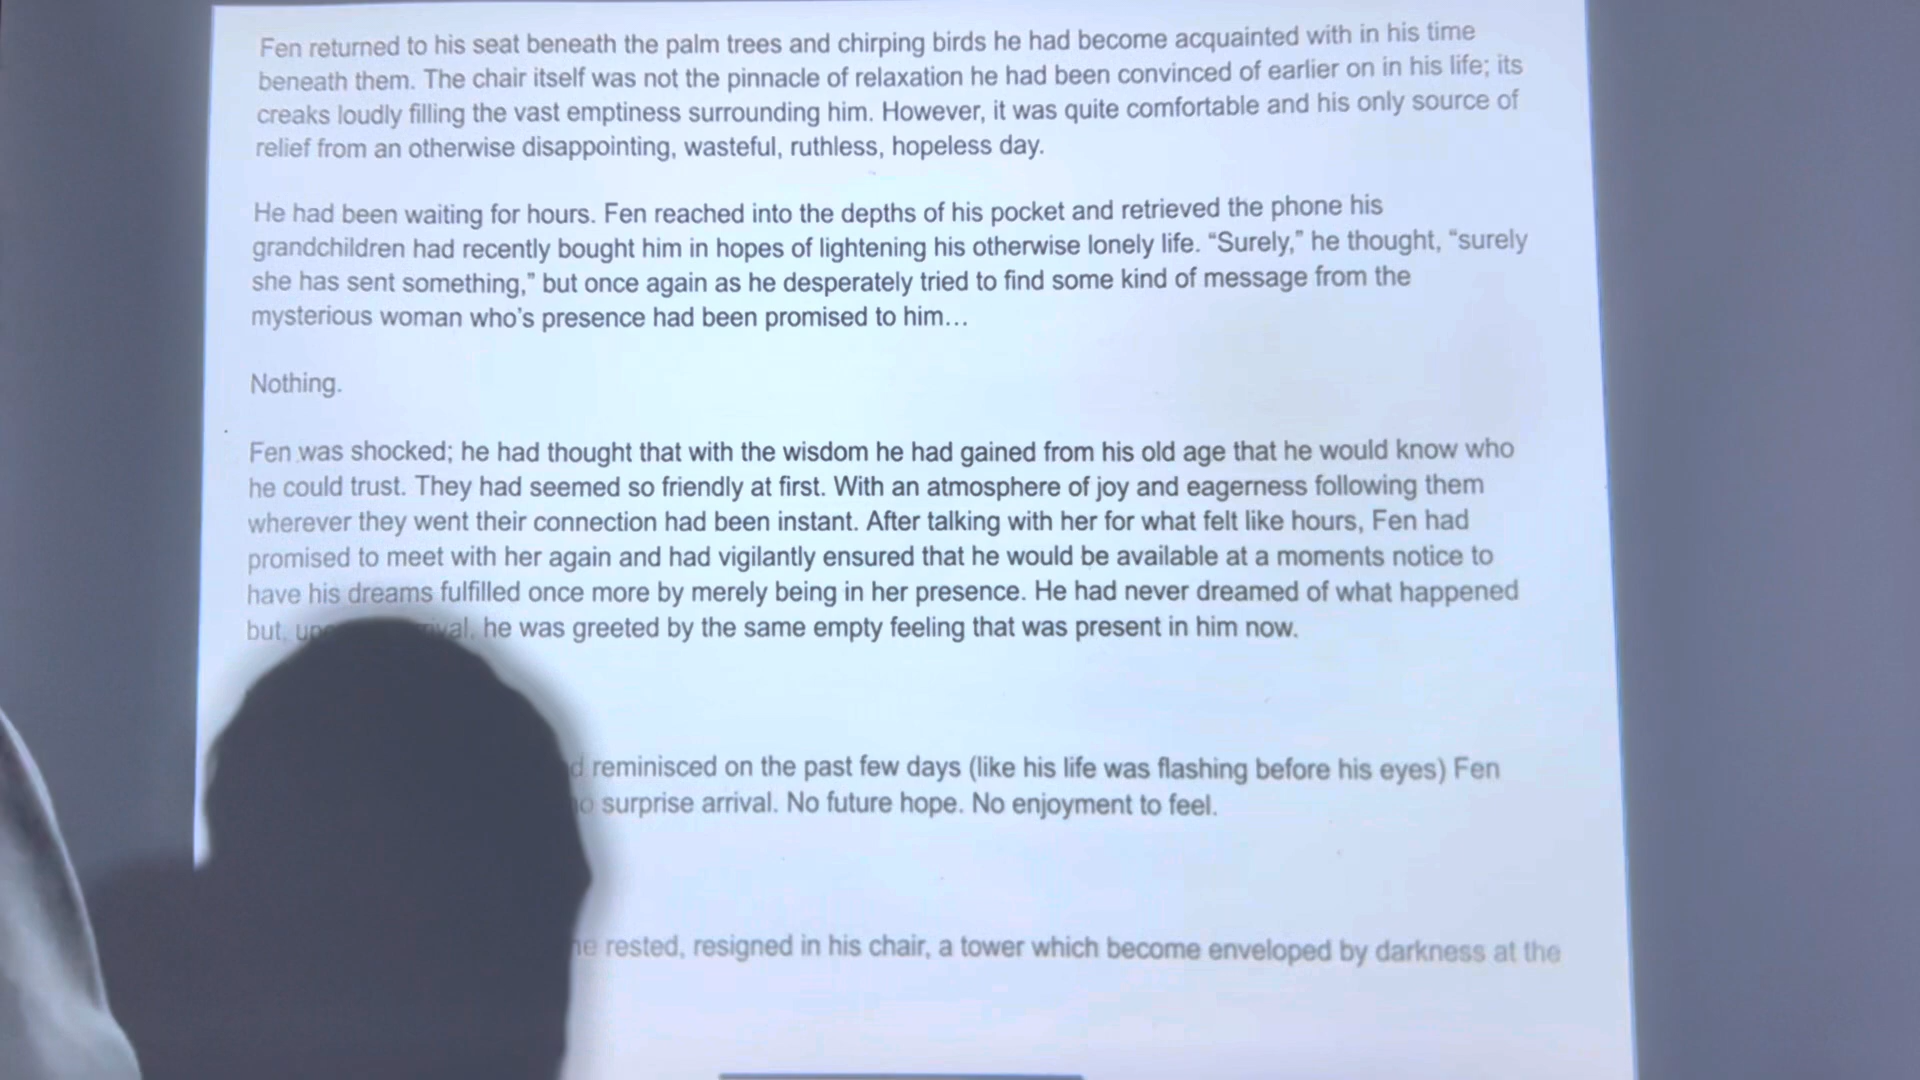 Fen returned to his seat beneath the palm trees and chirping birds he had become acquainted with in his time
beneath them. The chair itself was not the pinnacle of relaxation he had been convinced of earlier on in his life; its
creaks loudly filling the vast emptiness surrounding him. However, it was quite comfortable and his only source of
relief from an otherwise disappointing, wasteful, ruthless, hopeless day.
He had been waiting for hours. Fen reached into the depths of his pocket and retrieved the phone his
grandchildren had recently bought him in hopes of lightening his otherwise lonely life. “Surely,” he thought, “surely
she has sent something,” but once again as he desperately tried to find some kind of message from the
mysterious woman who’s presence had been promised to him…
Nothing.
Fen was shocked; he had thought that with the wisdom he had gained from his old age that he would know who
he could trust. They had seemed so friendly at first. With an atmosphere of joy and eagerness following them
wherever they went their connection had been instant. After talking with her for what felt like hours, Fen had
promised to meet with her again and had vigilantly ensured that he would be available at a moments notice to
have his dreams fulfilled once more by merely being in her presence. He had never dreamed of what happened
but, he was greeted by the same empty feeling that was present in him now.
reminisced on the past few days (like his life was flashing before his eyes) Fen
surprise arrival. No future hope. No enjoyment to feel.
rested, resigned in his chair, a tower which become enveloped by darkness at the